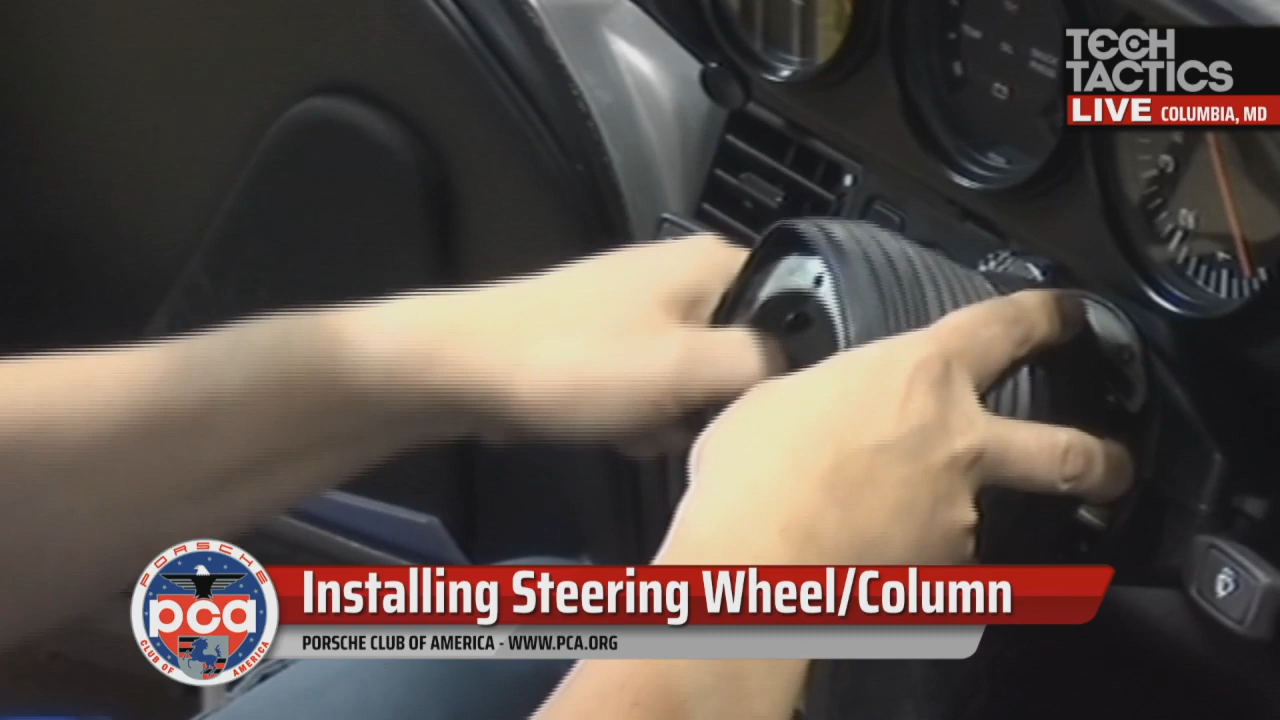 TECH
TACTICS
LIVE COLUMBIA, MD
Installing Steering Wheel/Column
PORSCHE CLUB OF AMERICA - WWW.PCA.ORG
PORSCHE
pca
CLUB OF AMERICA